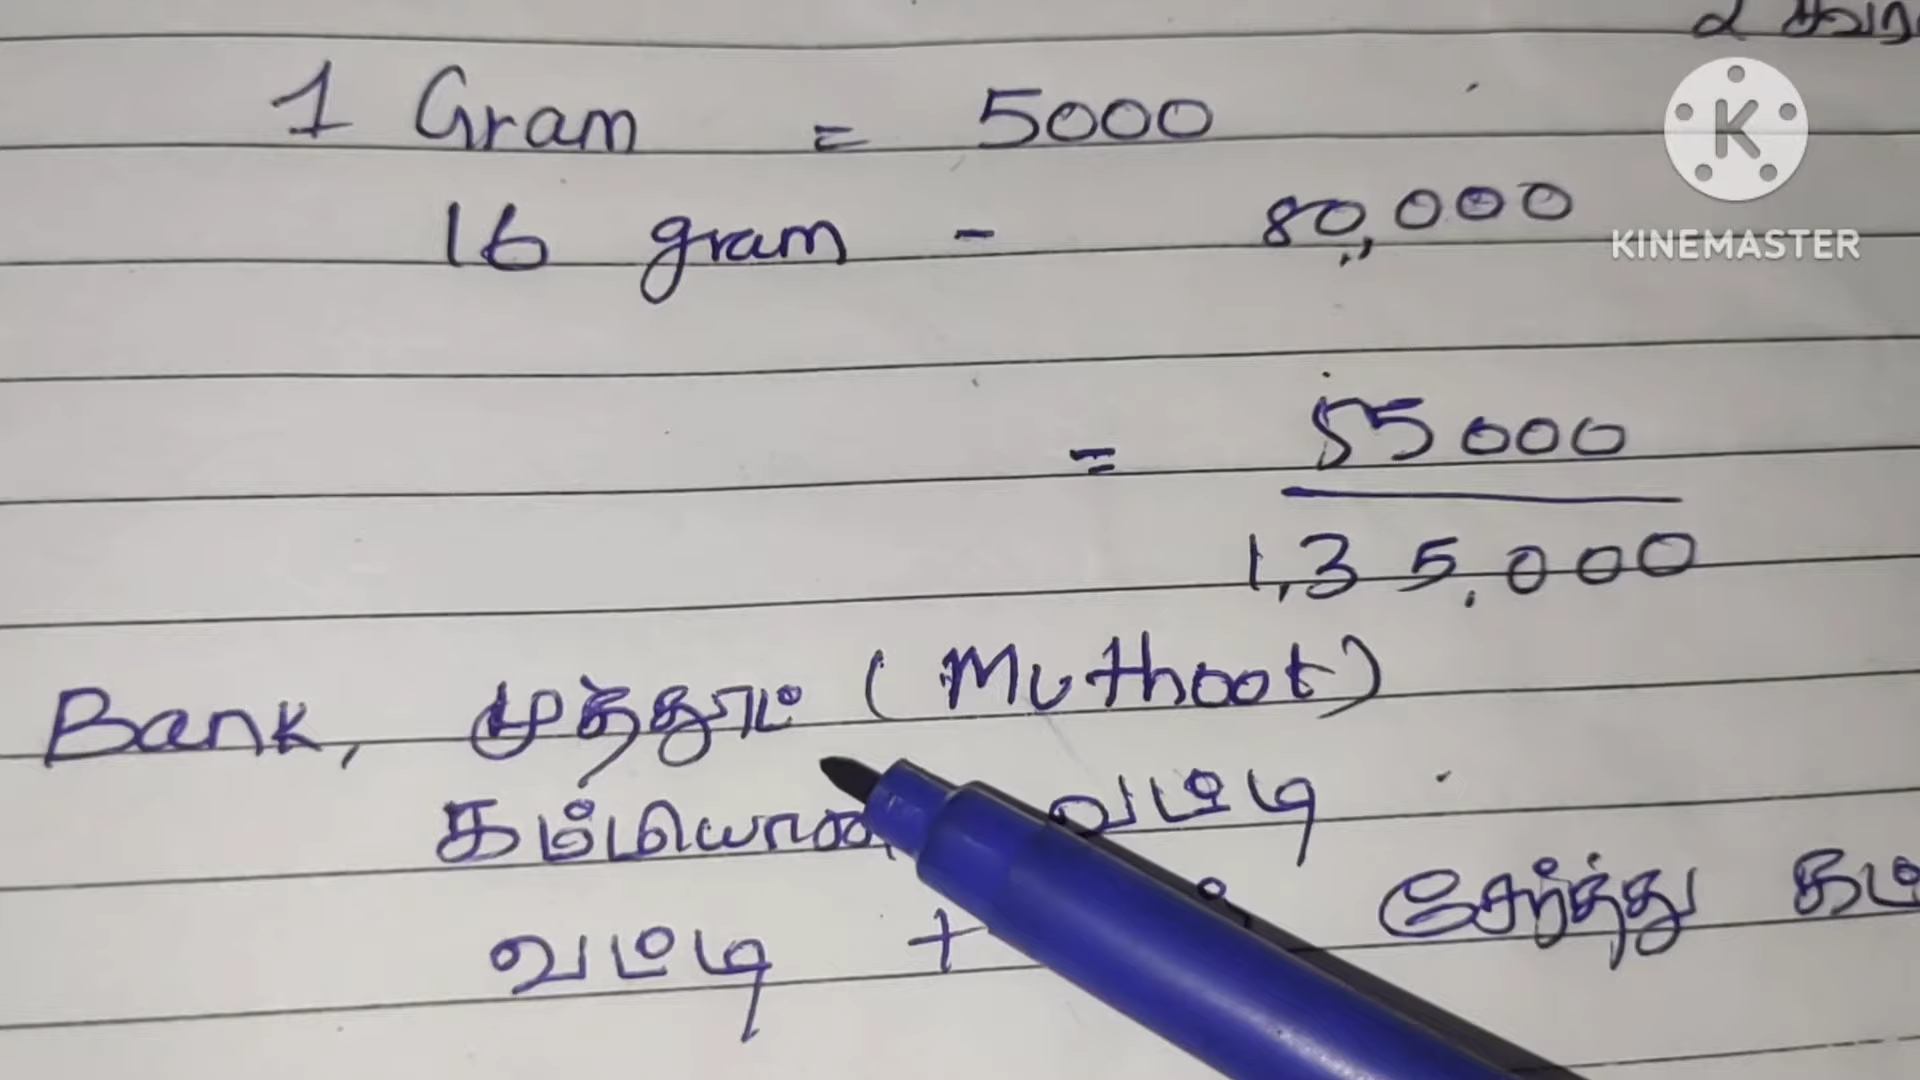 1 Gram = 5000
16 gram - 80,000
KINEMASTER
= 55000
1,35,000
Bank, முத்தூட் (Muthoot)
வட்டி
வட்டி + சேர்த்து